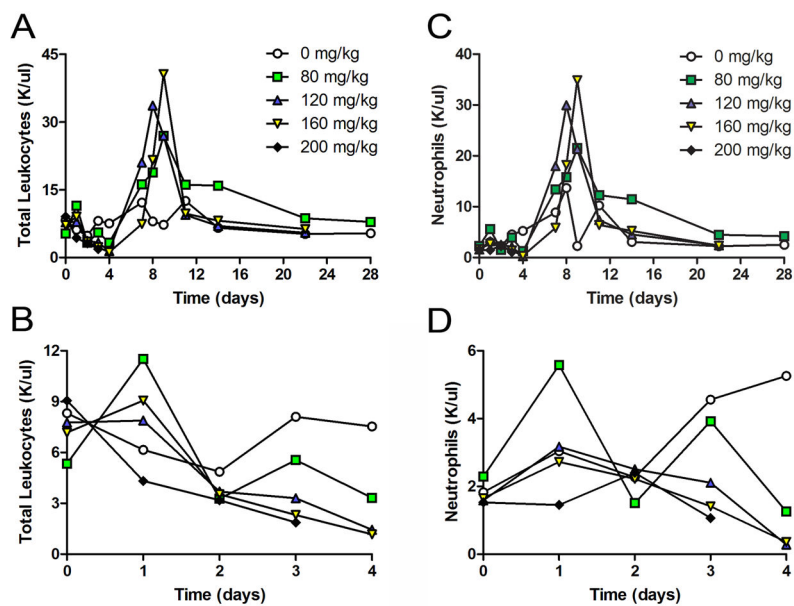 A
Total Leukocytes (K/ul)
45
30
15
0
0 mg/kg
80 mg/kg
120 mg/kg
160 mg/kg
200 mg/kg
0 4 8 12 16 20 24 28
Time (days)
C
Neutrophils (K/ul)
40
30
20
10
0
0 mg/kg
80 mg/kg
120 mg/kg
160 mg/kg
200 mg/kg
0 4 8 12 16 20 24 28
Time (days)
B
Total Leukocytes (K/ul)
12
9
6
3
0
0 1 2 3 4
Time (days)
D
Neutrophils (K/ul)
6
4
2
0
0 1 2 3 4
Time (days)